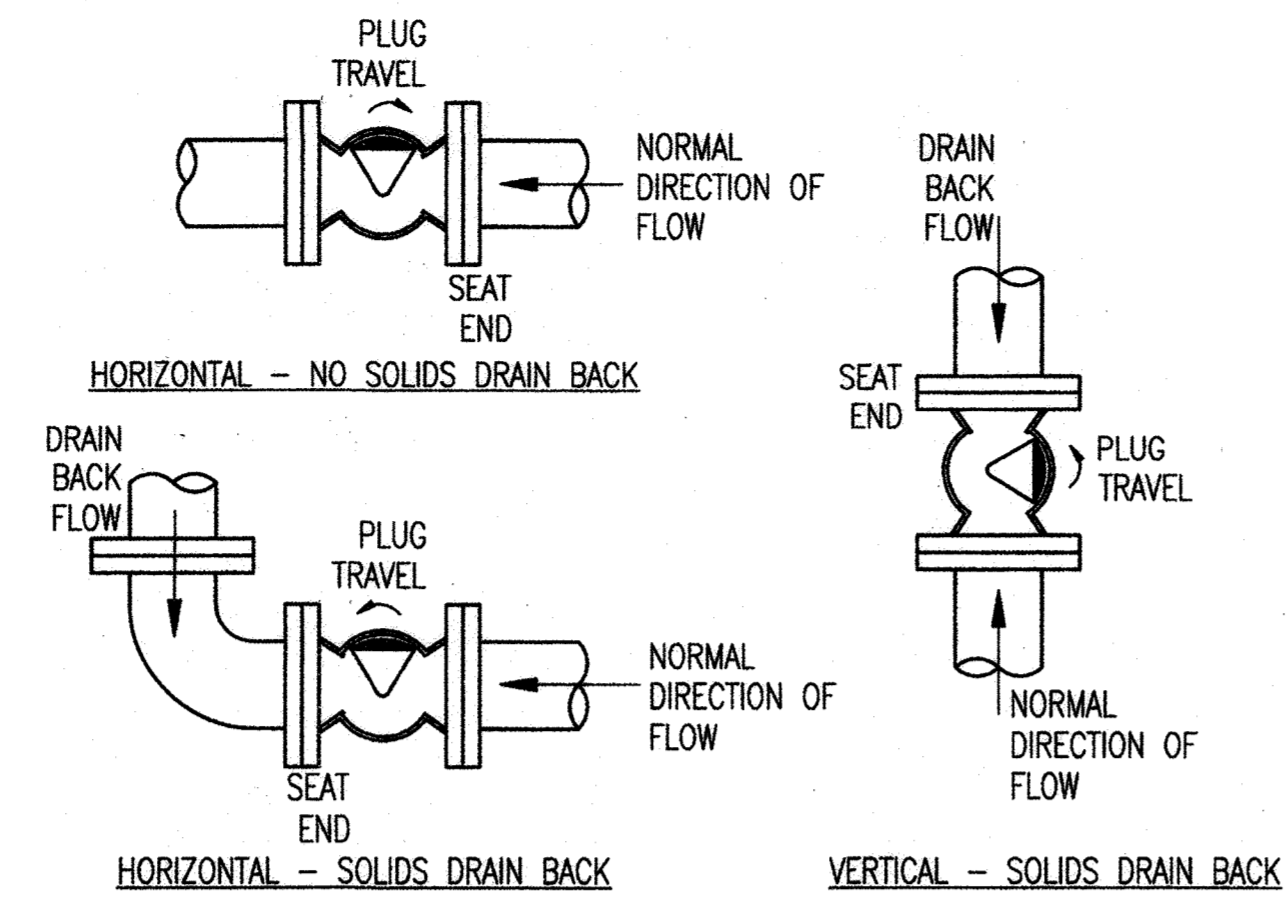 PLUG
TRAVEL
NORMAL
DIRECTION OF
FLOW
SEAT
END
HORIZONTAL – NO SOLIDS DRAIN BACK
DRAIN
BACK
FLOW
PLUG
TRAVEL
NORMAL
DIRECTION OF
FLOW
SEAT
END
HORIZONTAL – SOLIDS DRAIN BACK
DRAIN
BACK
FLOW
SEAT
END
PLUG
TRAVEL
NORMAL
DIRECTION OF
FLOW
VERTICAL – SOLIDS DRAIN BACK